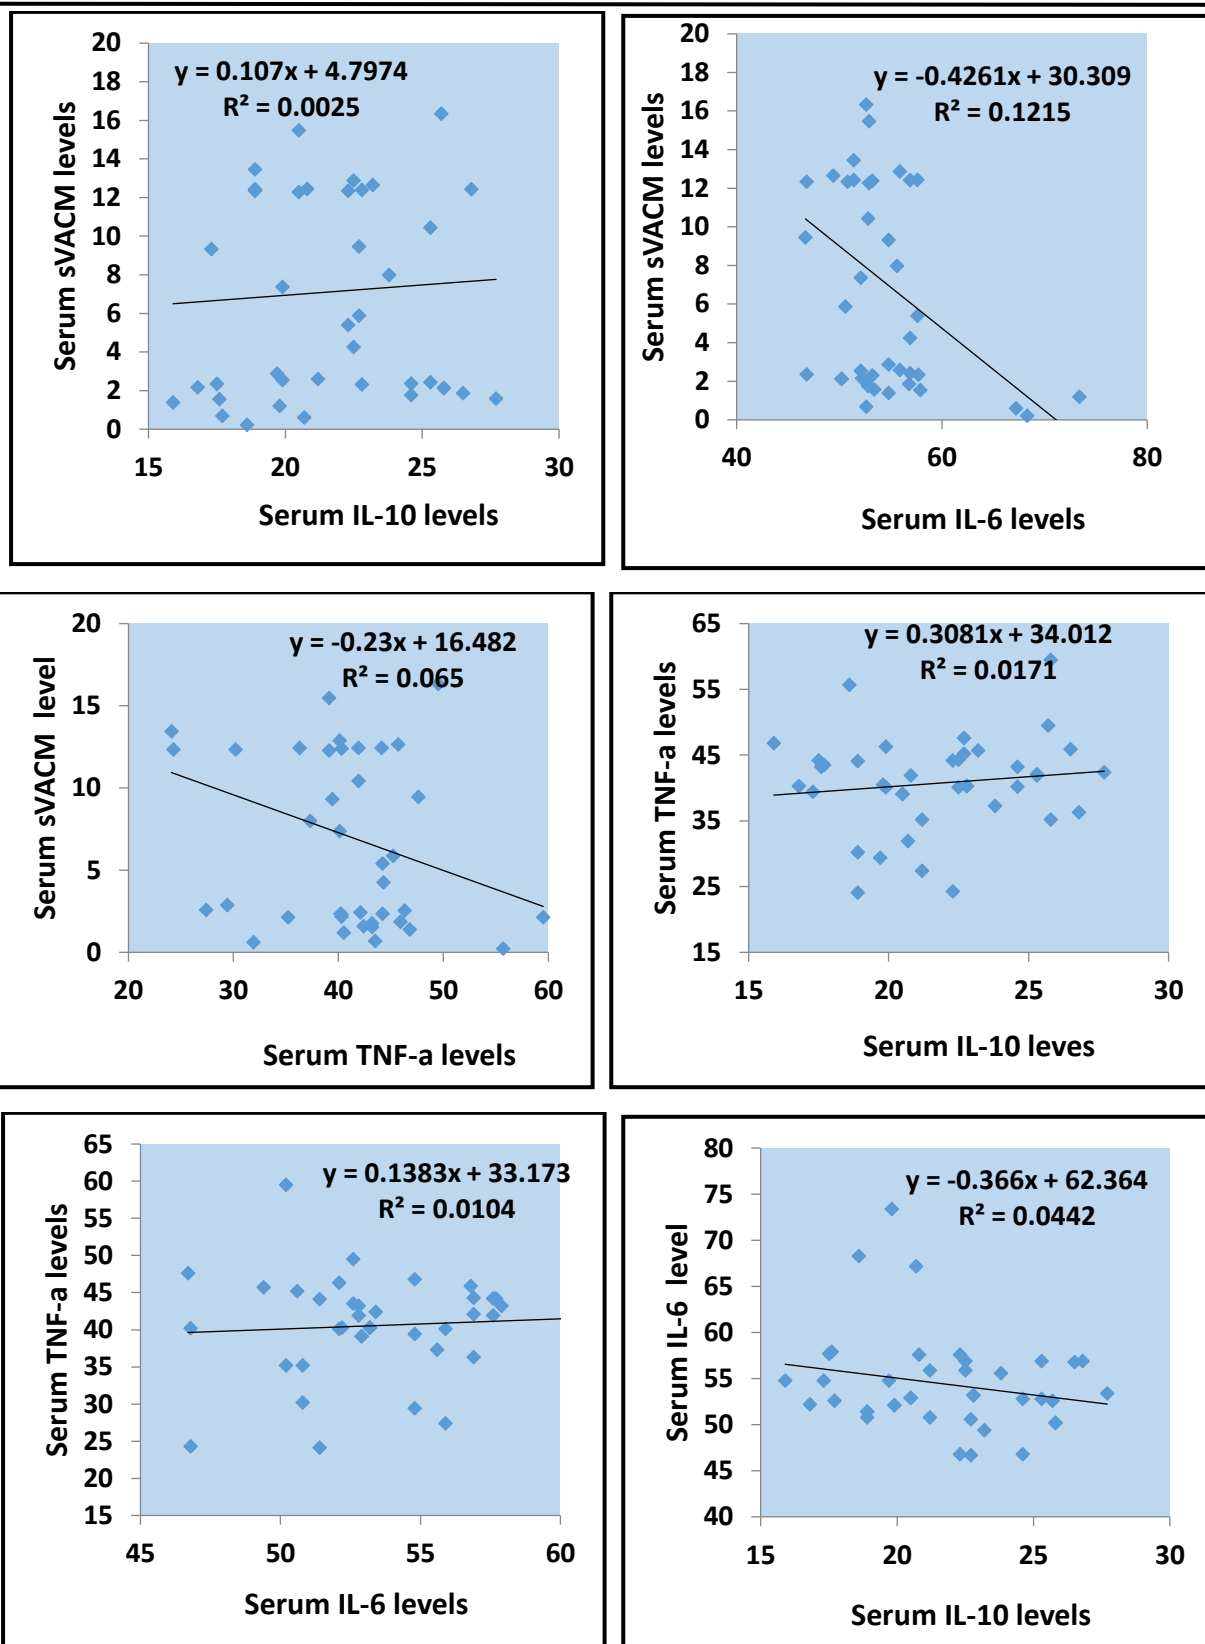 y = 0.107x + 4.7974
R² = 0.0025
Serum sVACM levels
20
18
16
14
12
10
8
6
4
2
0
15 20 25 30
Serum IL-10 levels
y = -0.4261x + 30.309
R² = 0.1215
Serum sVACM levels
20
18
16
14
12
10
8
6
4
2
0
40 60 80
Serum IL-6 levels
y = -0.23x + 16.482
R² = 0.065
Serum sVACM level
20
15
10
5
0
20 30 40 50 60
Serum TNF-a levels
y = 0.3081x + 34.012
R² = 0.0171
Serum TNF-a levels
65
55
45
35
25
15
15 20 25 30
Serum IL-10 leves
y = 0.1383x + 33.173
R² = 0.0104
Serum TNF-a levels
65
60
55
50
45
40
35
30
25
20
15
45 50 55 60
Serum IL-6 levels
y = -0.366x + 62.364
R² = 0.0442
Serum IL-6 level
80
75
70
65
60
55
50
45
40
15 20 25 30
Serum IL-10 levels